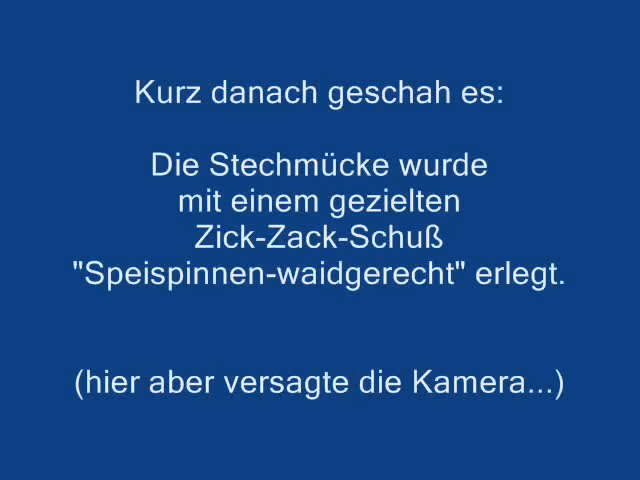 Kurz danach geschah es:
Die Stechmücke wurde
mit einem gezielten
Zick-Zack-Schuß
"Speispinnen-waidgerecht" erlegt.
(hier aber versagte die Kamera...)